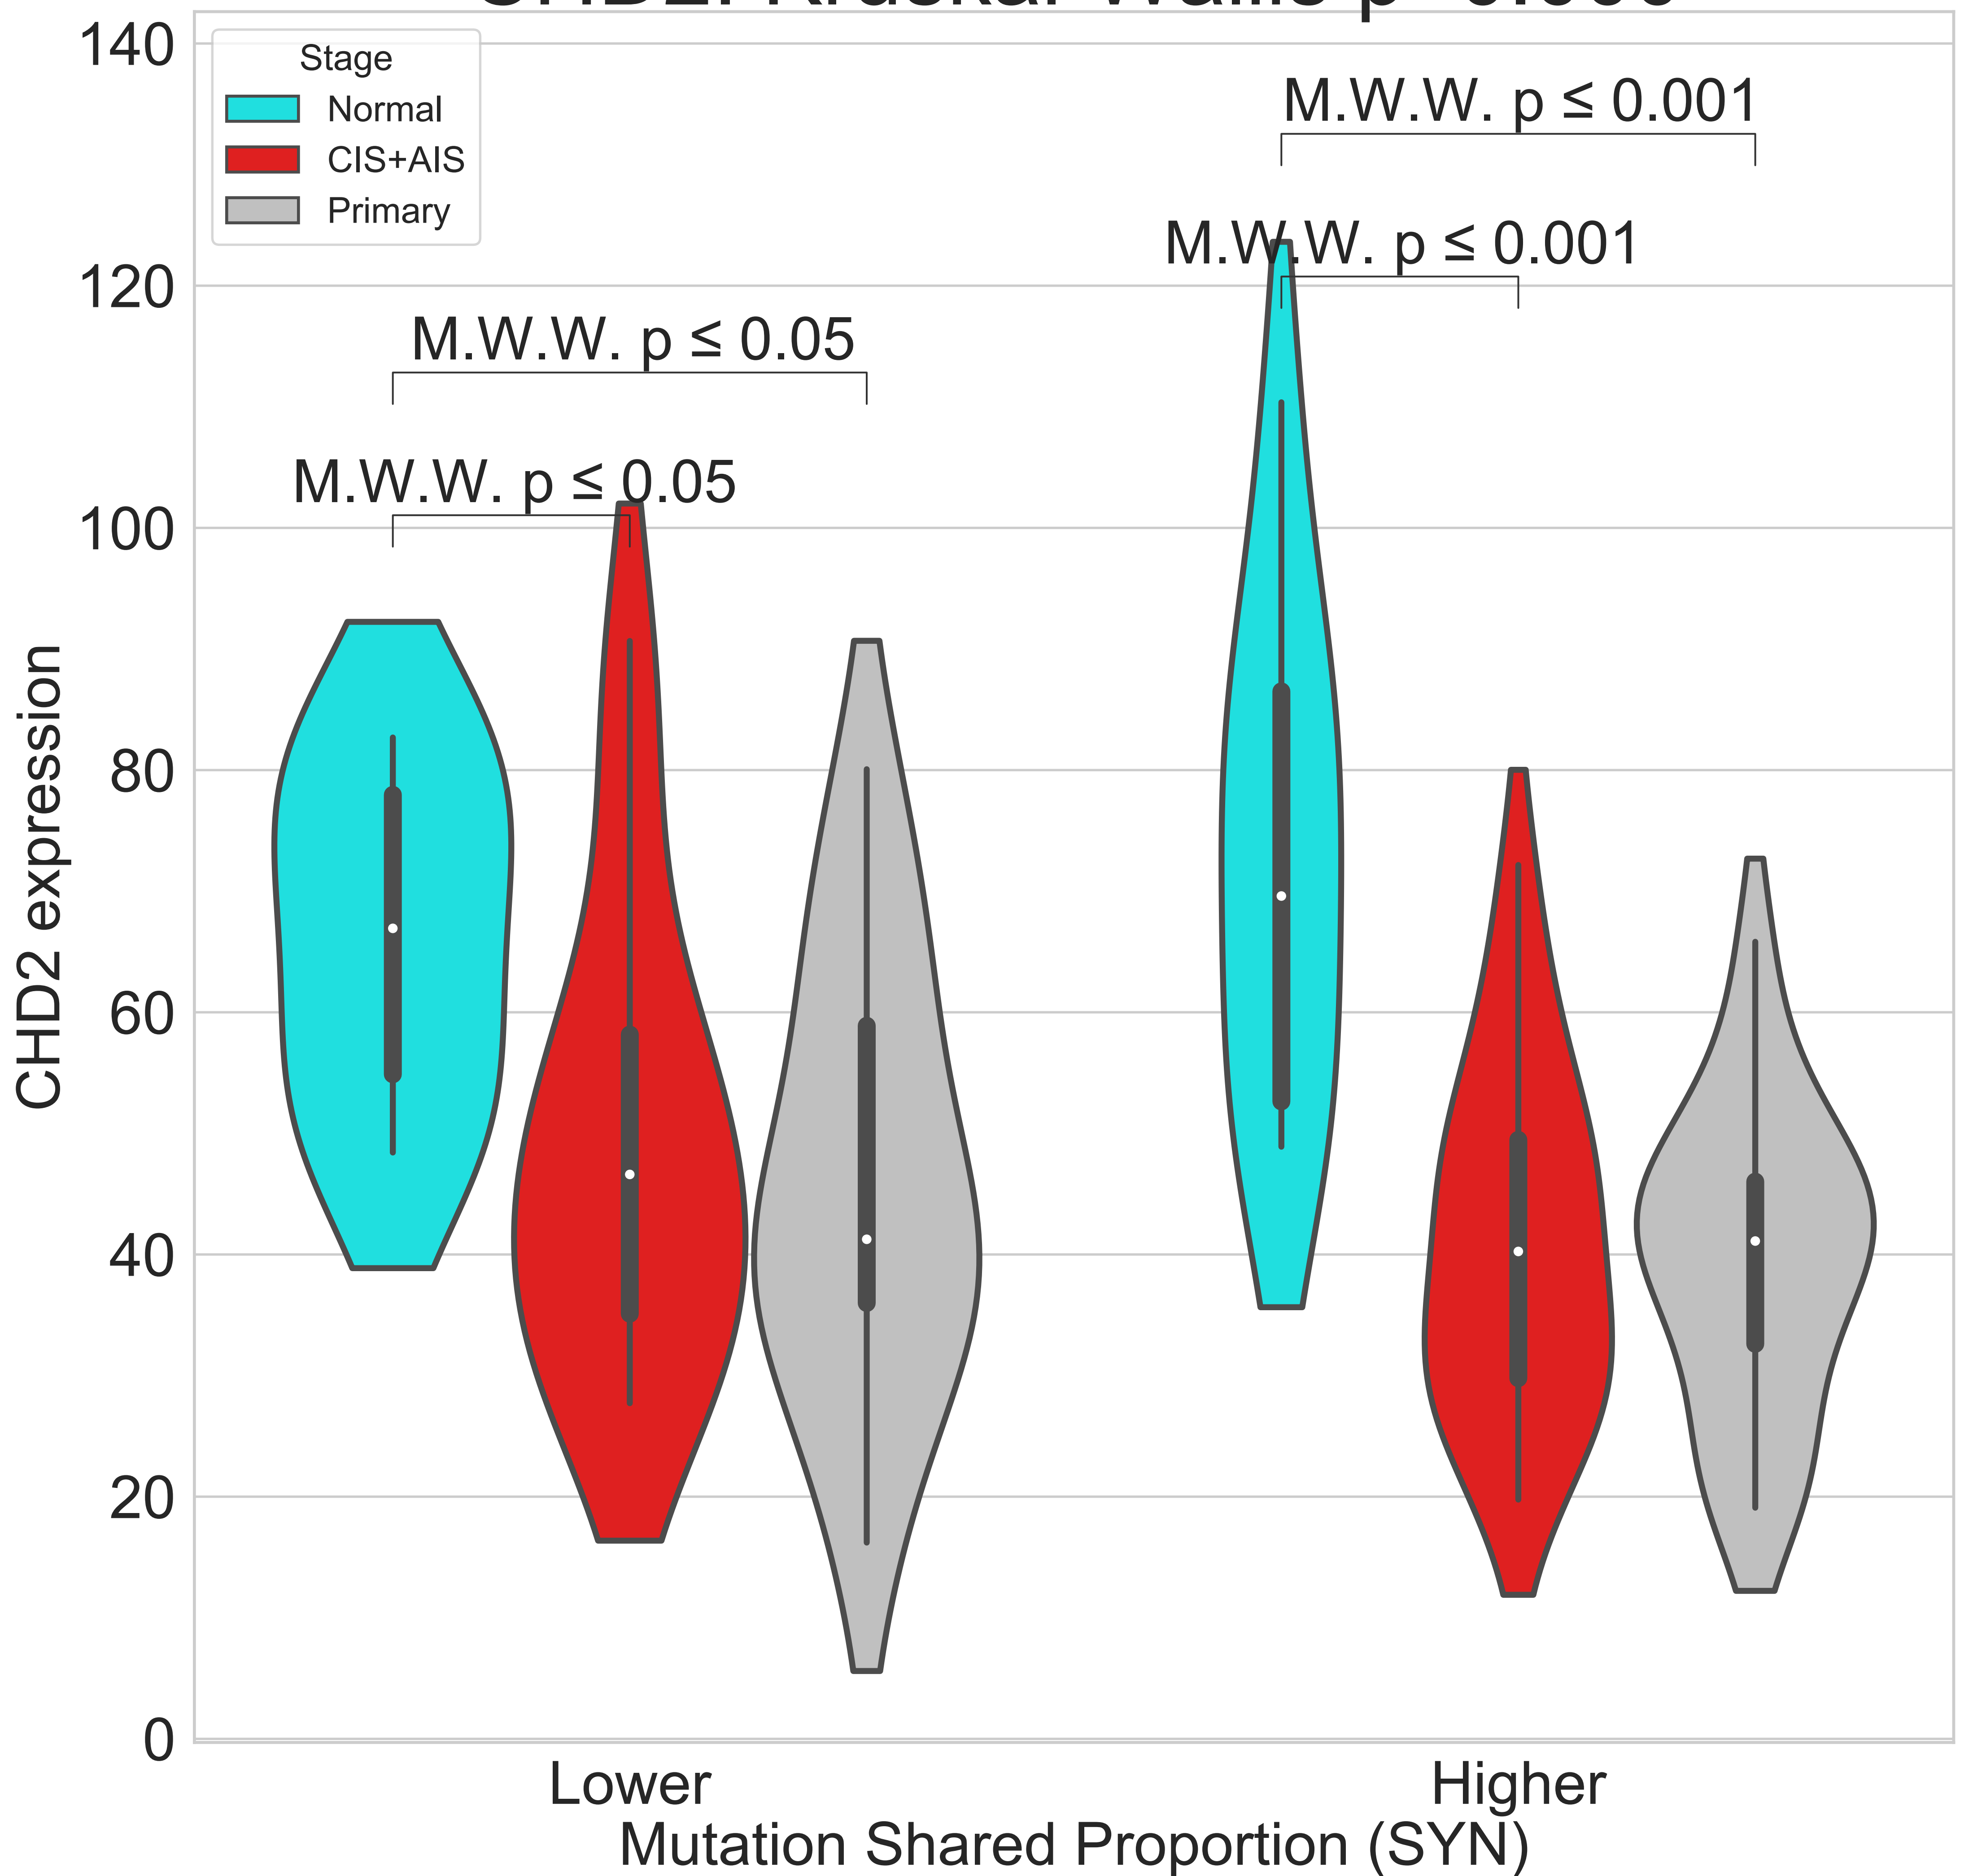 140
120
100
80
60
40
20
0
CHD2 expression
Stage
Normal
CIS+AIS
Primary
M.W.W. p ≤ 0.001
M.W.W. p ≤ 0.001
M.W.W. p ≤ 0.05
M.W.W. p ≤ 0.05
Lower
Higher
Mutation Shared Proportion (SYN)